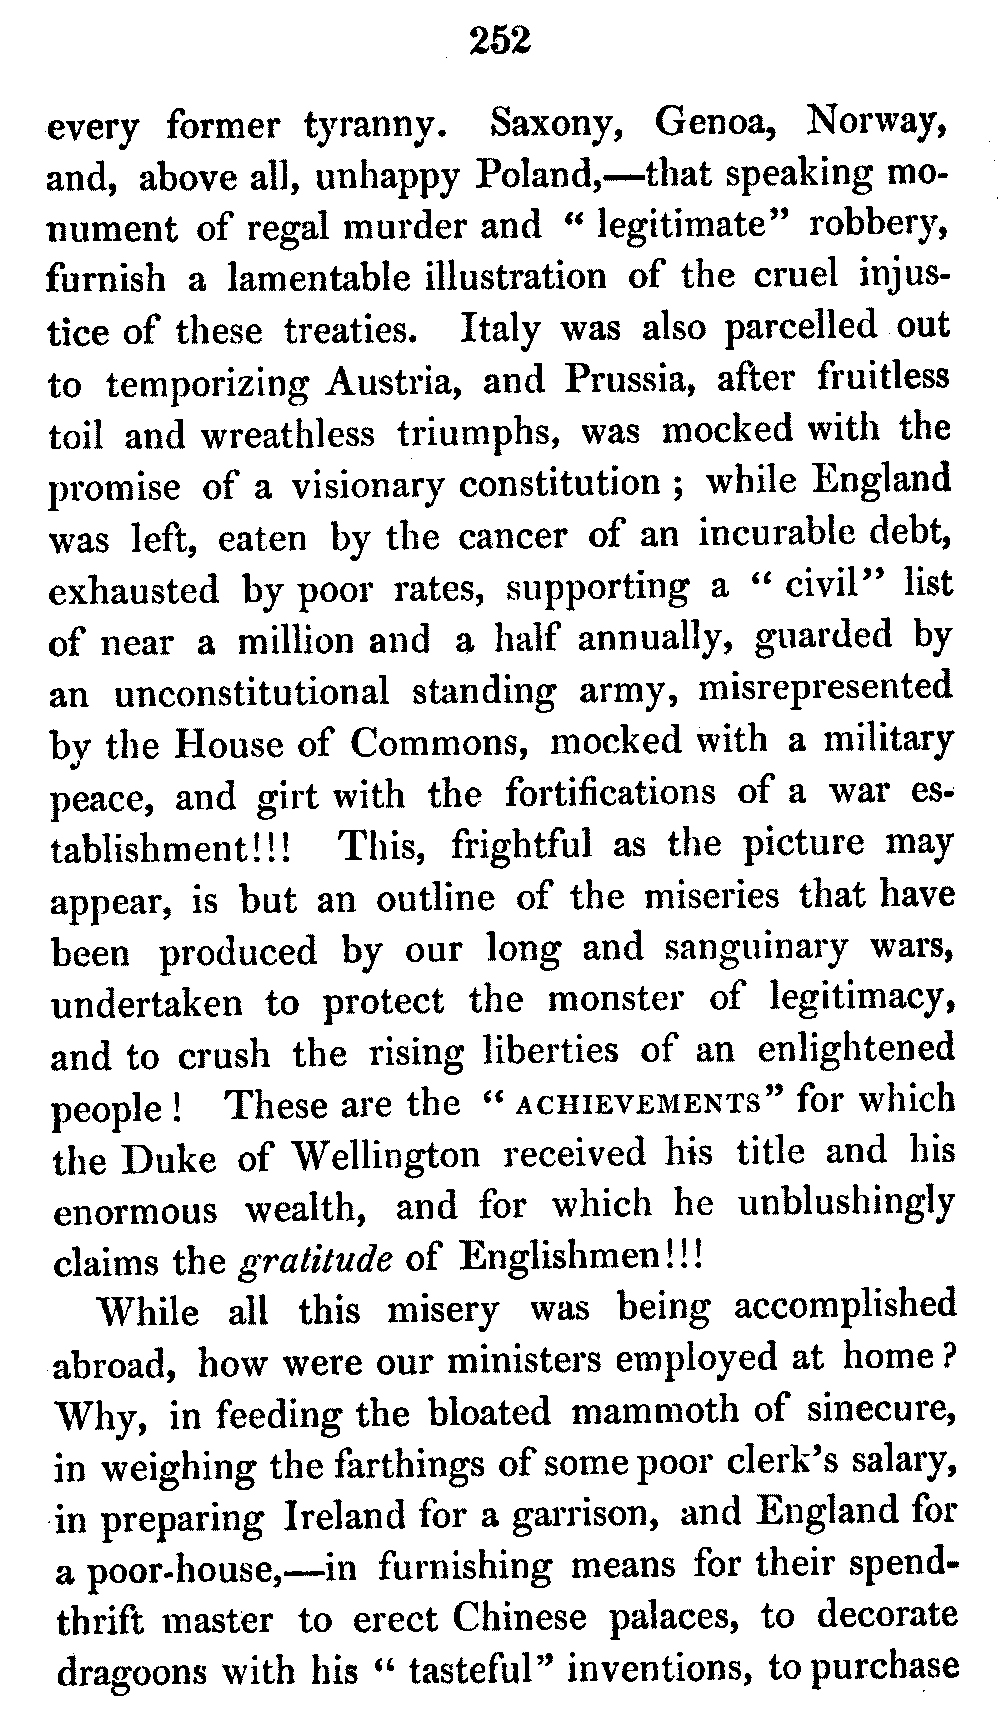 252
every former tyranny. Saxony, Genoa, Norway,
and, above all, unhappy Poland,—that speaking mo-
nument of regal murder and “ legitimate” robbery,
furnish a lamentable illustration of the cruel injus-
tice of these treaties. Italy was also parcelled out
to temporizing Austria, and Prussia, after fruitless
toil and wreathless triumphs, was mocked with the
promise of a visionary constitution ; while England
was left, eaten by the cancer of an incurable debt,
exhausted by poor rates, supporting a “ civil” list
of near a million and a half annually, guarded by
an unconstitutional standing army, misrepresented
by the House of Commons, mocked with a military
peace, and girt with the fortifications of a war es-
tablishment!!! This, frightful as the picture may
appear, is but an outline of the miseries that have
been produced by our long and sanguinary wars,
undertaken to protect the monster of legitimacy,
and to crush the rising liberties of an enlightened
people ! These are the “ ACHIEVEMENTS” for which
the Duke of Wellington received his title and his
enormous wealth, and for which he unblushingly
claims the gratitude of Englishmen!!!
While all this misery was being accomplished
abroad, how were our ministers employed at home ?
Why, in feeding the bloated mammoth of sinecure,
in weighing the farthings of some poor clerk’s salary,
in preparing Ireland for a garrison, and England for
a poor-house,—in furnishing means for their spend-
thrift master to erect Chinese palaces, to decorate
dragoons with his “ tasteful” inventions, to purchase